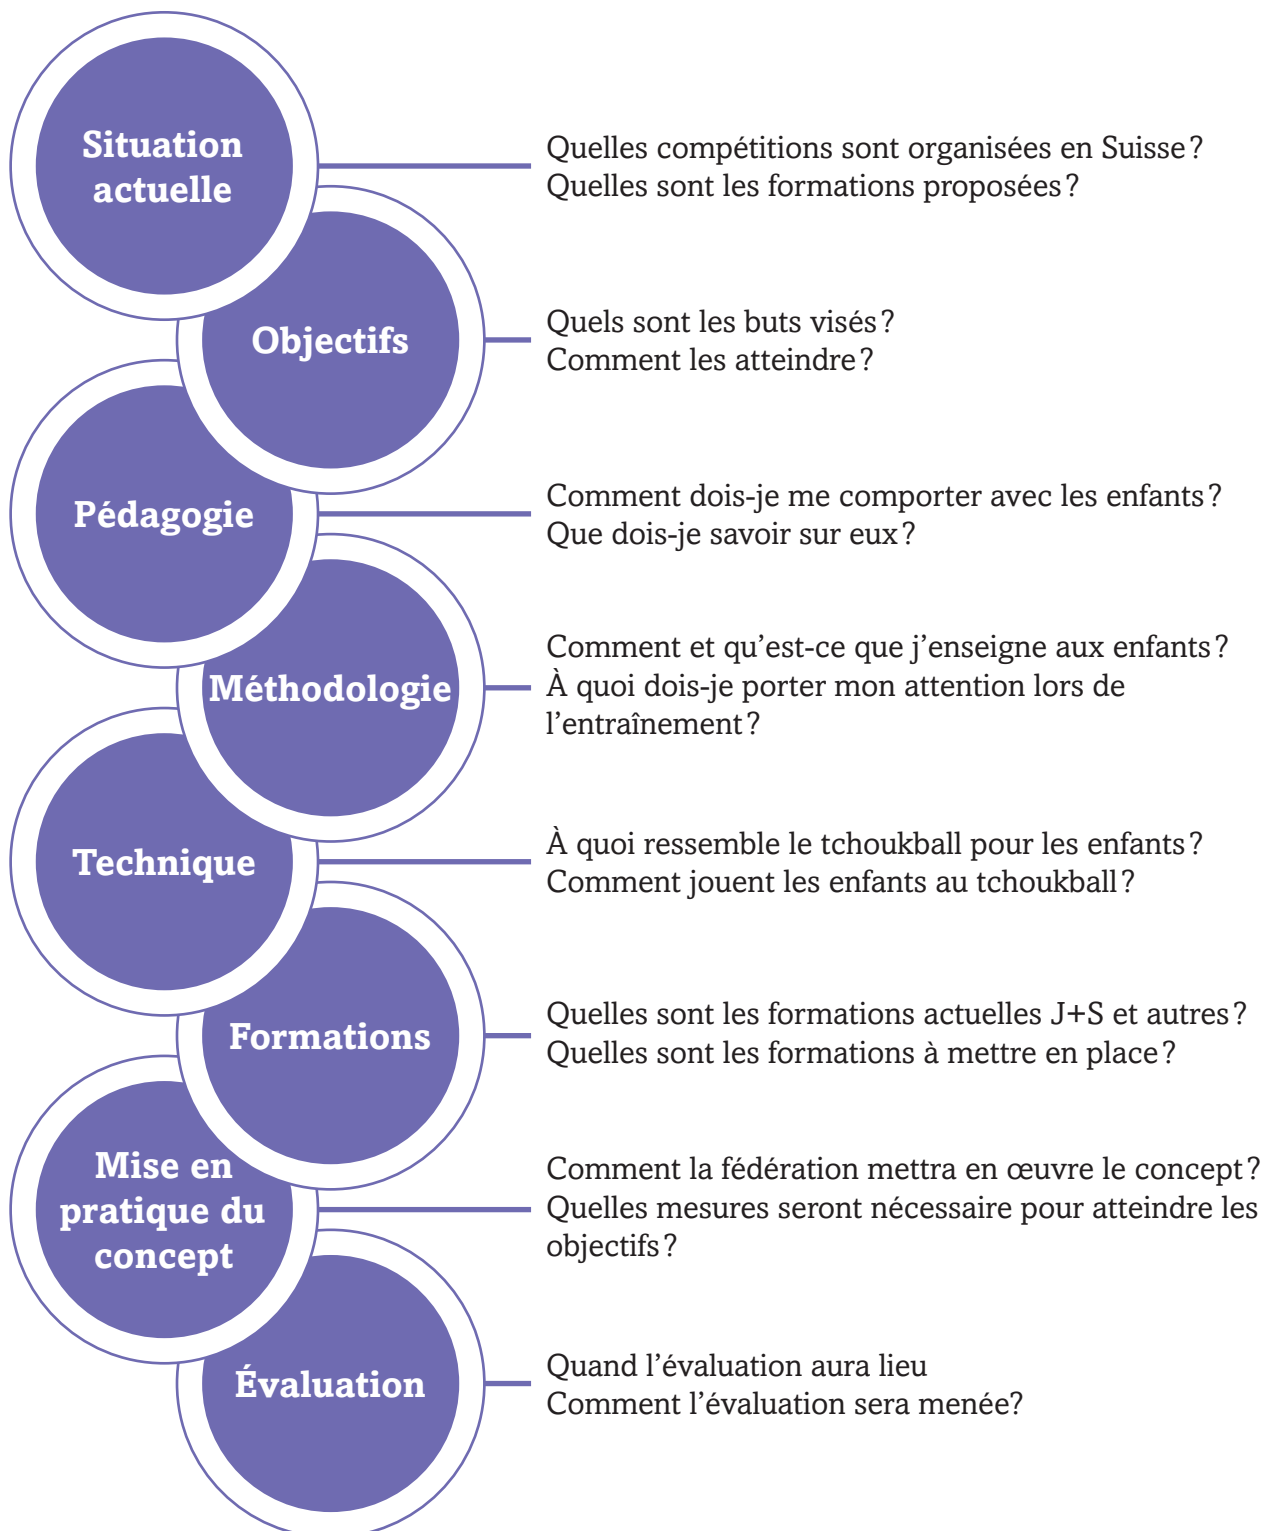 Situation
actuelle
Quelles compétitions sont organisées en Suisse ?
Quelles sont les formations proposées ?
Objectifs
Quels sont les buts visés ?
Comment les atteindre ?
Pédagogie
Comment dois-je me comporter avec les enfants ?
Que dois-je savoir sur eux ?
Méthodologie
Comment et qu’est-ce que j’enseigne aux enfants ?
À quoi dois-je porter mon attention lors de
l’entraînement ?
Technique
À quoi ressemble le tchoukball pour les enfants ?
Comment jouent les enfants au tchoukball ?
Formations
Quelles sont les formations actuelles J+S et autres ?
Quelles sont les formations à mettre en place ?
Mise en
pratique du
concept
Comment la fédération mettra en œuvre le concept ?
Quelles mesures seront nécessaire pour atteindre les
objectifs ?
Évaluation
Quand l’évaluation aura lieu
Comment l’évaluation sera menée?